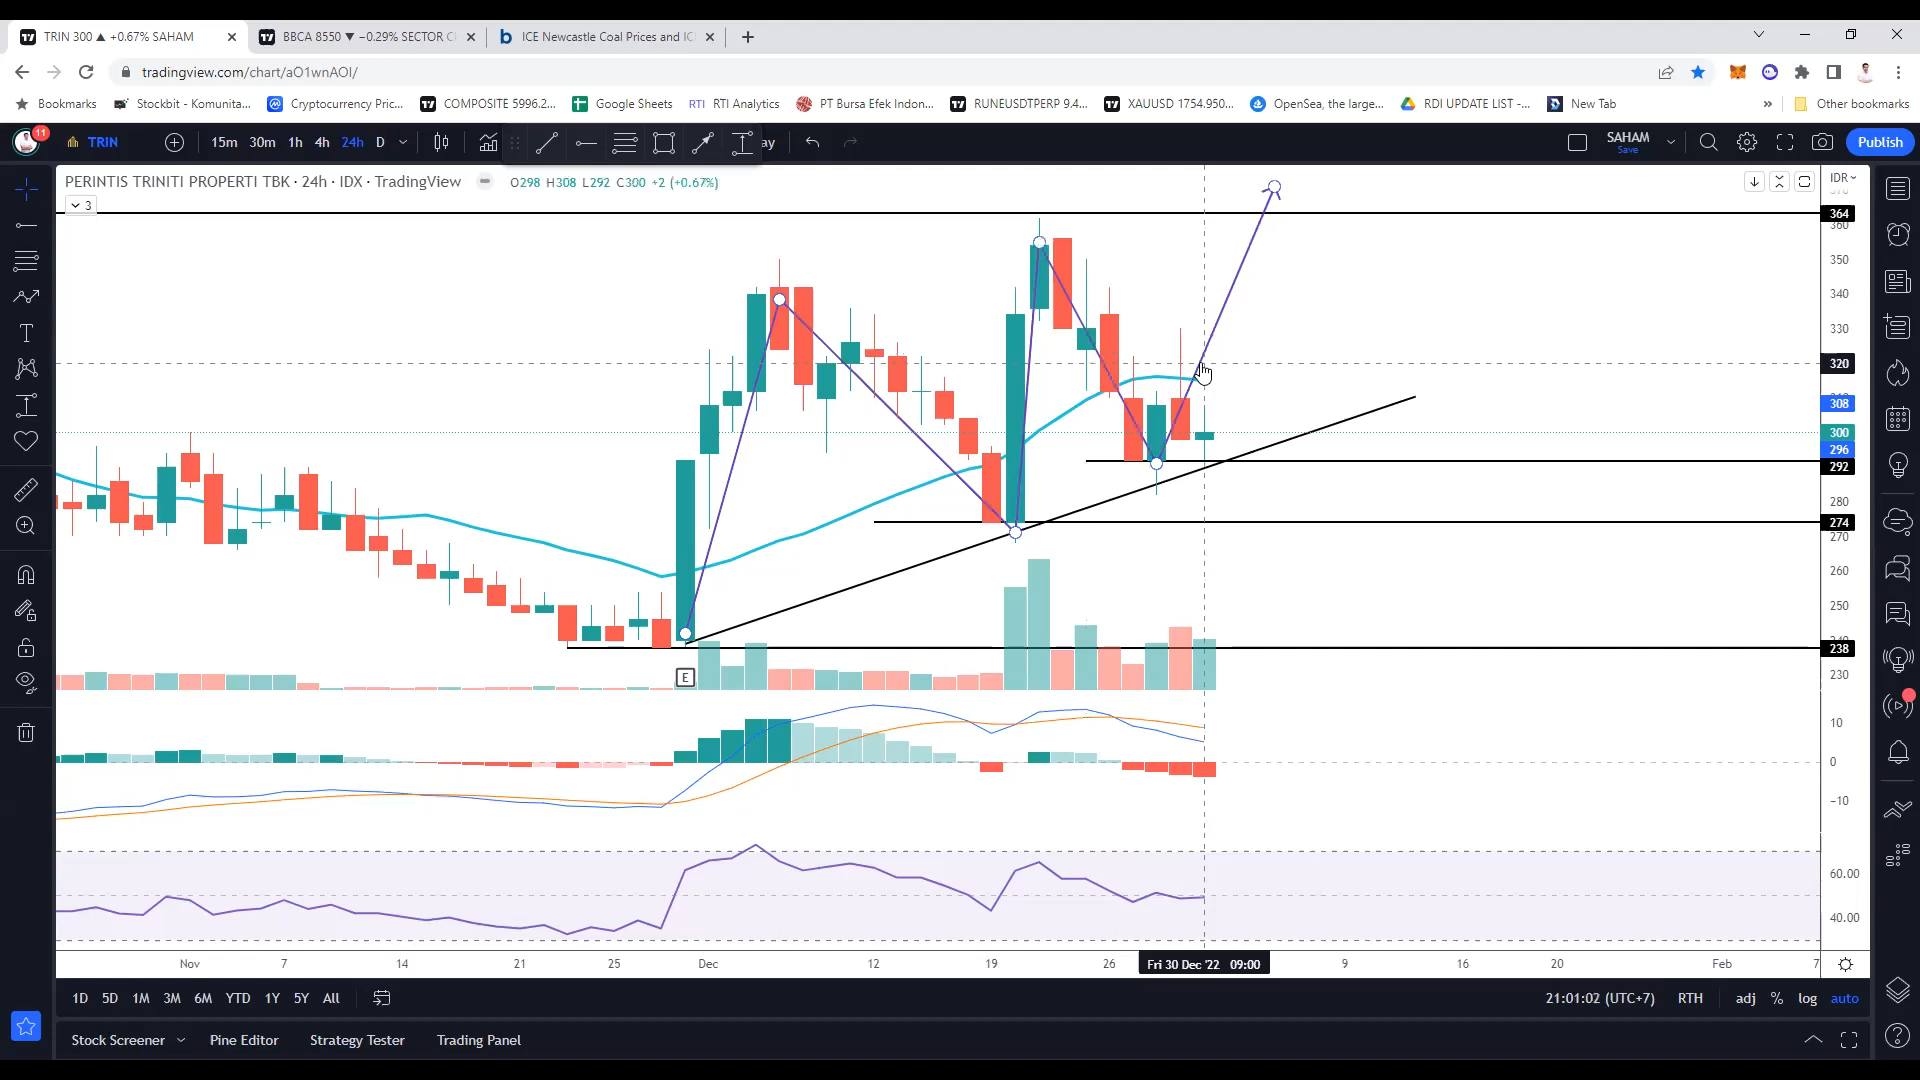 TRIN 300 ▲ +0.67% SAHAM
BBCA 8550 ▼ −0.29% SECTOR C
ICE Newcastle Coal Prices and IC
tradingview.com/chart/aO1wnAOI/
Bookmarks
Stockbit - Komunita...
Cryptocurrency Pric...
COMPOSITE 5996.2...
Google Sheets
RTI RTI Analytics
PT Bursa Efek Indon...
RUNEUSDTPERP 9.4...
XAUUSD 1754.950...
OpenSea, the large...
RDI UPDATE LIST -...
New Tab
»
Other bookmarks
11
TRIN
15m 30m 1h 4h 24h D
ay
SAHAM
Save
Publish
PERINTIS TRINITI PROPERTI TBK · 24h · IDX · TradingView
O298 H308 L292 C300 +2 (+0.67%)
3
IDR
364
360
350
340
330
320
308
300
296
292
280
274
270
260
250
238
230
E
10
0
−10
60.00
40.00
Nov 7 14 21 25 Dec 12 19 26 Fri 30 Dec '22 09:00 9 16 20 Feb 7
1D 5D 1M 3M 6M YTD 1Y 5Y All
21:01:02 (UTC+7) RTH adj % log auto
Stock Screener Pine Editor Strategy Tester Trading Panel